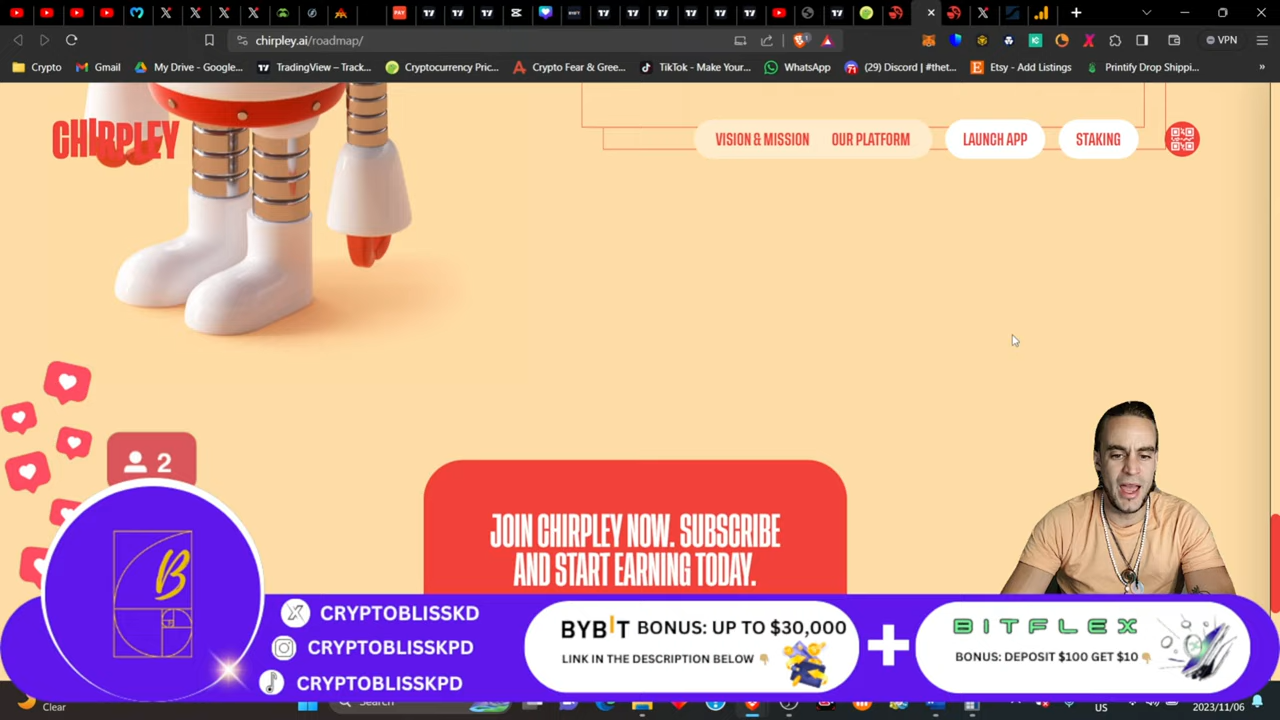 PAY
chirpley.ai/roadmap/
VPN
Crypto
Gmail
My Drive - Google...
TradingView – Track...
Cryptocurrency Pric...
Crypto Fear & Gree...
TikTok - Make Your...
WhatsApp
(29) Discord | #thet...
Etsy - Add Listings
Printify Drop Shippi...
»
CHIRPLEY
VISION & MISSION
OUR PLATFORM
LAUNCH APP
STAKING
2
JOIN CHIRPLEY NOW. SUBSCRIBE
AND START EARNING TODAY.
B
CRYPTOBLISSKD
CRYPTOBLISSKPD
CRYPTOBLISSKPD
BYBIT BONUS: UP TO $30,000
LINK IN THE DESCRIPTION BELOW
+
BITFLEX
BONUS: DEPOSIT $100 GET $10
Clear
Search
US
2023/11/06